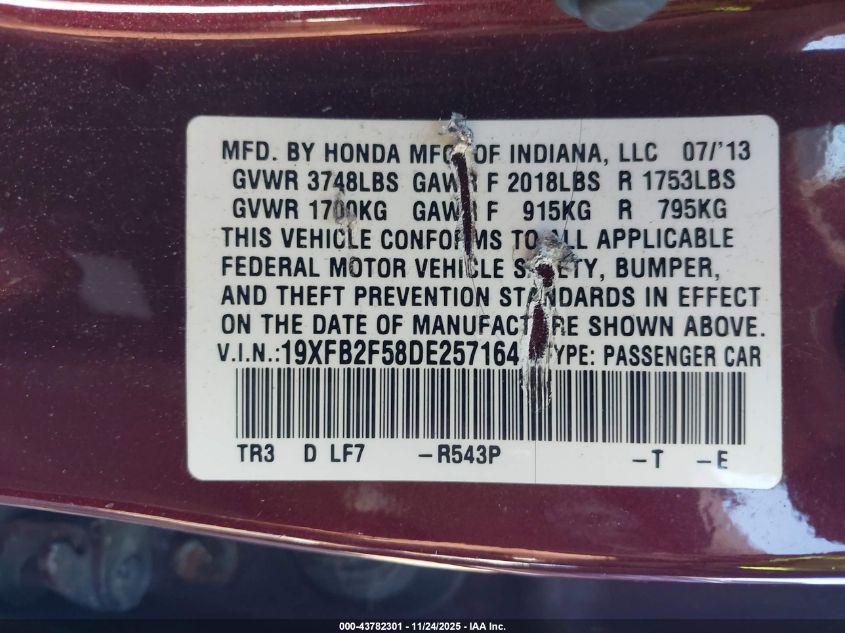 MFD. BY HONDA MFG OF INDIANA, LLC 07/'13
GVWR 3748LBS GAWR F 2018LBS R 1753LBS
GVWR 1700KG GAWR F 915KG R 795KG
THIS VEHICLE CONFORMS TO ALL APPLICABLE
FEDERAL MOTOR VEHICLE SAFETY, BUMPER,
AND THEFT PREVENTION STANDARDS IN EFFECT
ON THE DATE OF MANUFACTURE SHOWN ABOVE.
V.I.N.:19XFB2F58DE257164 TYPE: PASSENGER CAR
TR3 D LF7 –R543P –T –E
000-43782301 - 11/24/2025 - IAA Inc.